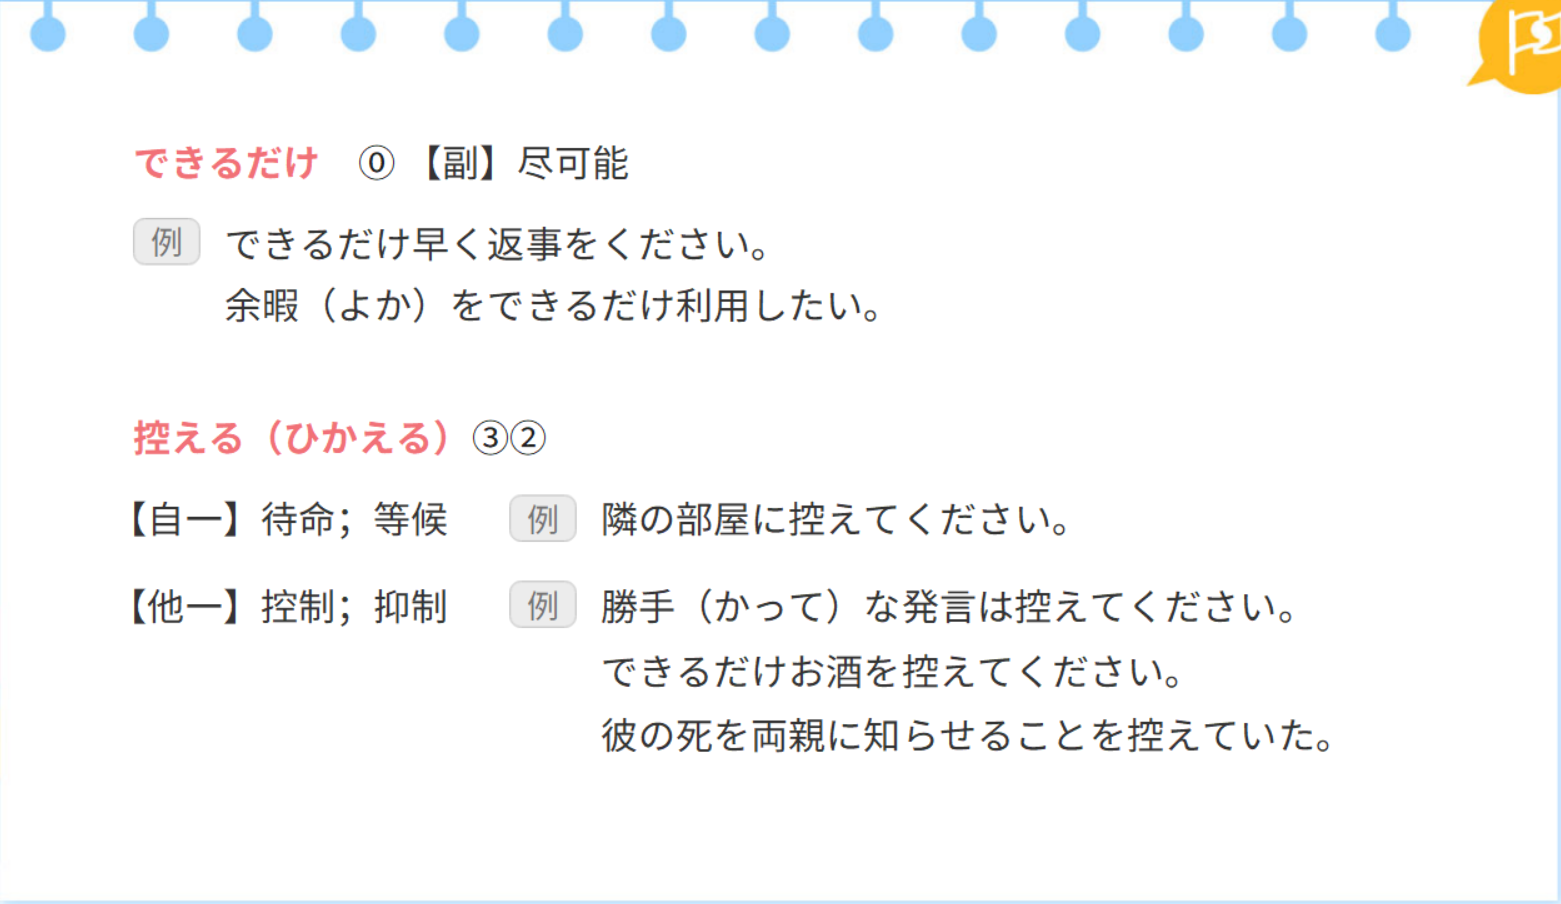 できるだけ ⓪【副】尽可能
例 できるだけ早く返事をください。
余暇（よか）をできるだけ利用したい。
控える（ひかえる）③②
【自一】待命；等候 例 隣の部屋に控えてください。
【他一】控制；抑制 例 勝手（かって）な発言は控えてください。
できるだけお酒を控えてください。
彼の死を両親に知らせることを控えていた。